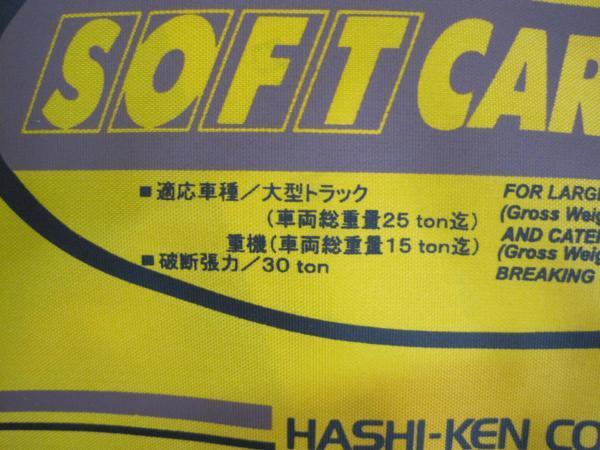 SOFT CAR
■適応車種／大型トラック
(車両総重量25 ton迄)
重機(車両総重量15 ton迄)
■破断張力／30 ton
FOR LARGE
(Gross Weig
AND CATE
(Gross Weig
BREAKING
HASHI-KEN CO